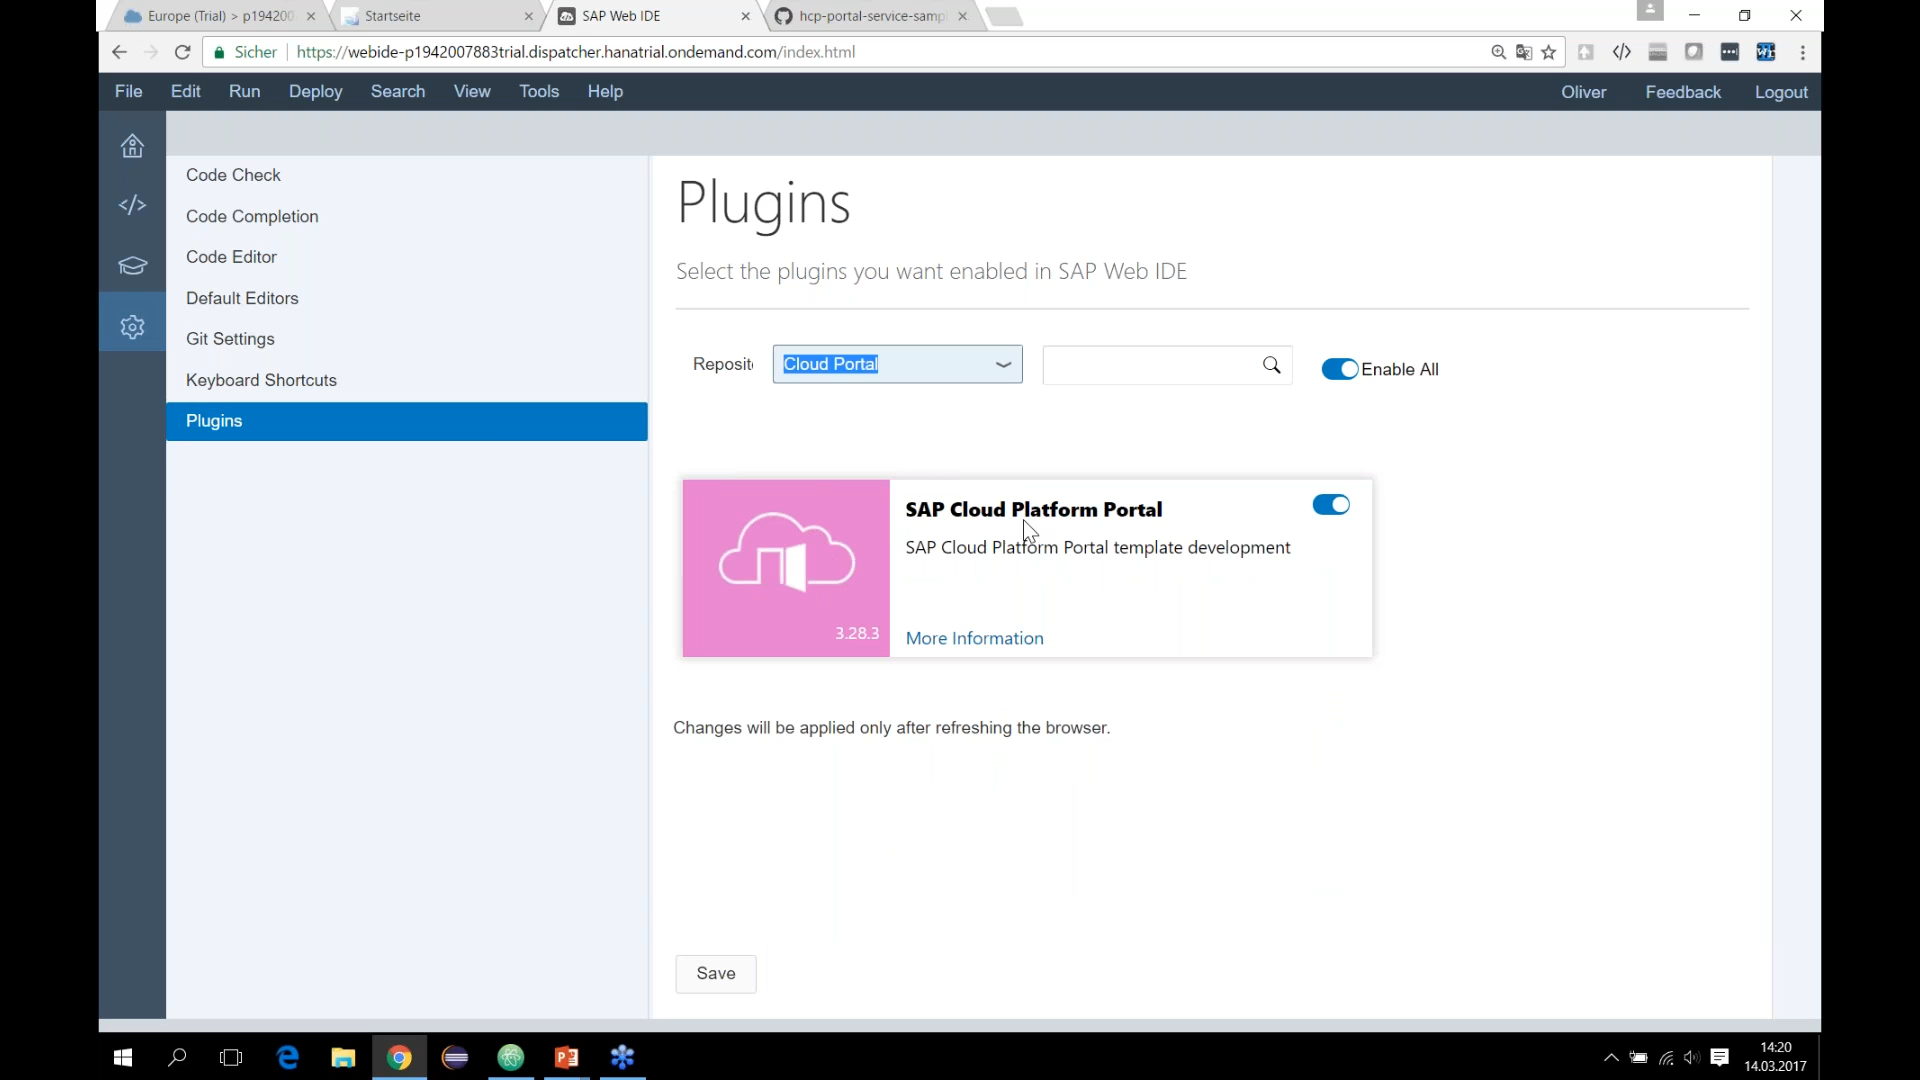 Europe (Trial) > p194200
Startseite
SAP Web IDE
hcp-portal-service-samp
Sicher
https://webide-p1942007883trial.dispatcher.hanatrial.ondemand.com/index.html
File Edit Run Deploy Search View Tools Help
Oliver Feedback Logout
Code Check
Code Completion
Code Editor
Default Editors
Git Settings
Keyboard Shortcuts
Plugins
Plugins
Select the plugins you want enabled in SAP Web IDE
Reposit
Cloud Portal
Enable All
SAP Cloud Platform Portal
SAP Cloud Platform Portal template development
3.28.3
More Information
Changes will be applied only after refreshing the browser.
Save
14:20
14.03.2017